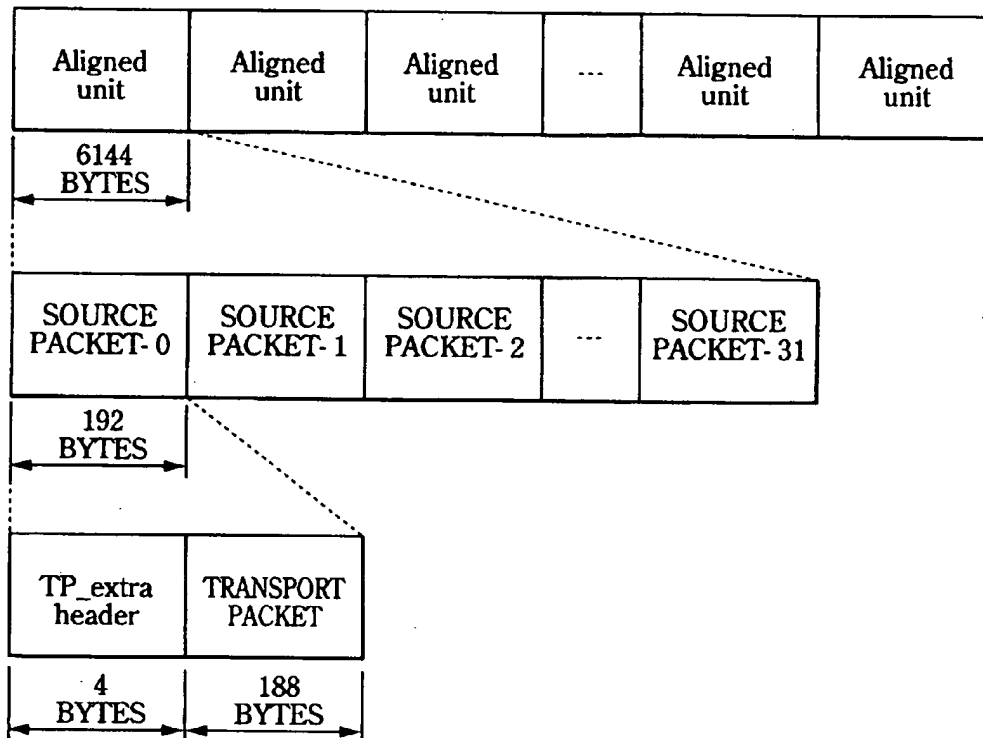 Aligned unit
Aligned unit
Aligned unit
---
Aligned unit
Aligned unit
6144 BYTES
SOURCE PACKET-0
SOURCE PACKET-1
SOURCE PACKET-2
---
SOURCE PACKET-31
192 BYTES
TP_extra header
TRANSPORT PACKET
4 BYTES
188 BYTES